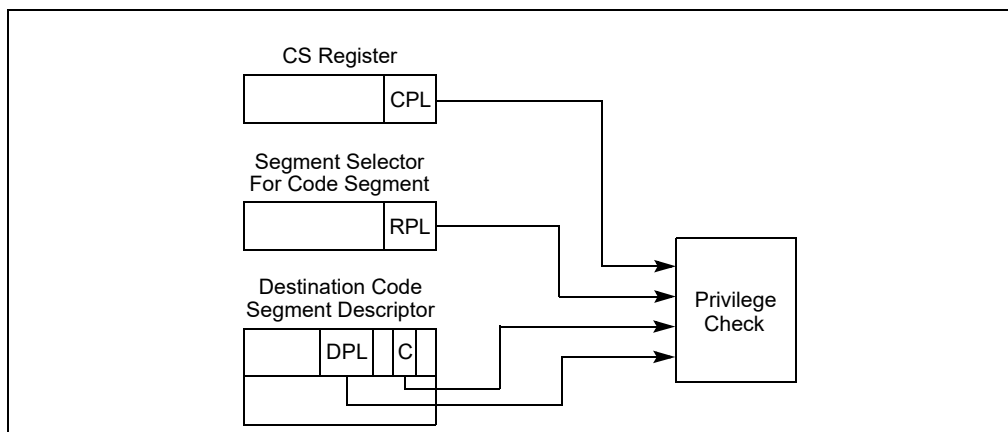 CS Register
CPL
Segment Selector
For Code Segment
RPL
Destination Code
Segment Descriptor
DPL
C
Privilege
Check